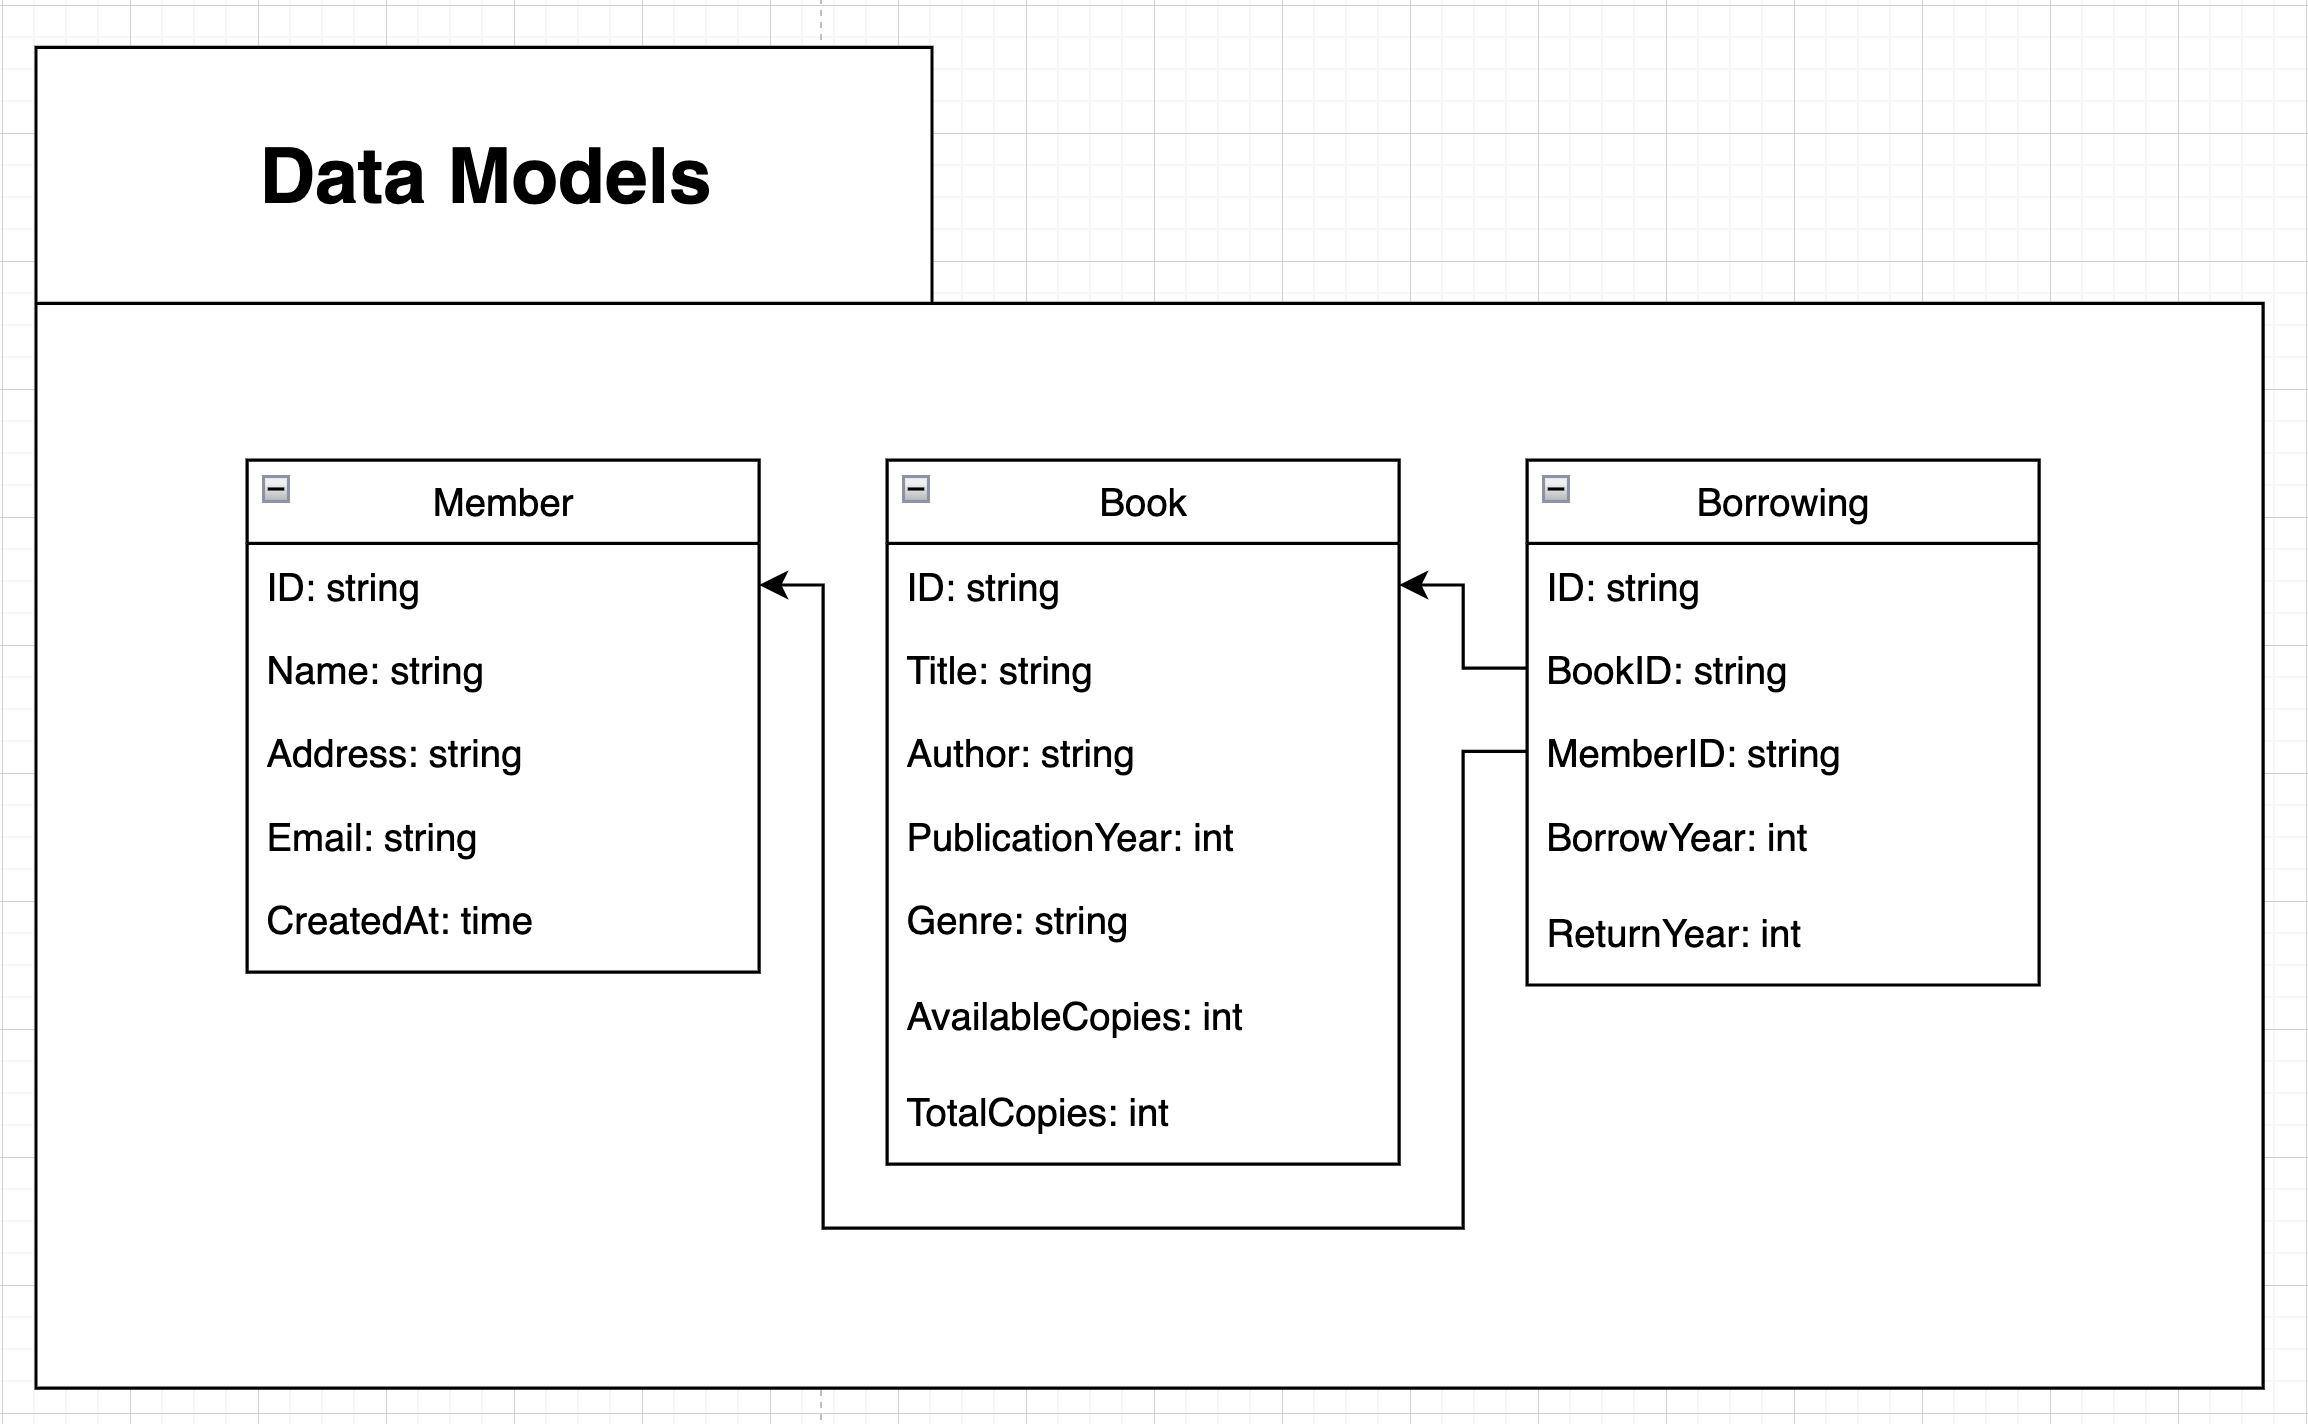 Data Models
Member
ID: string
Name: string
Address: string
Email: string
CreatedAt: time
Book
ID: string
Title: string
Author: string
PublicationYear: int
Genre: string
AvailableCopies: int
TotalCopies: int
Borrowing
ID: string
BookID: string
MemberID: string
BorrowYear: int
ReturnYear: int